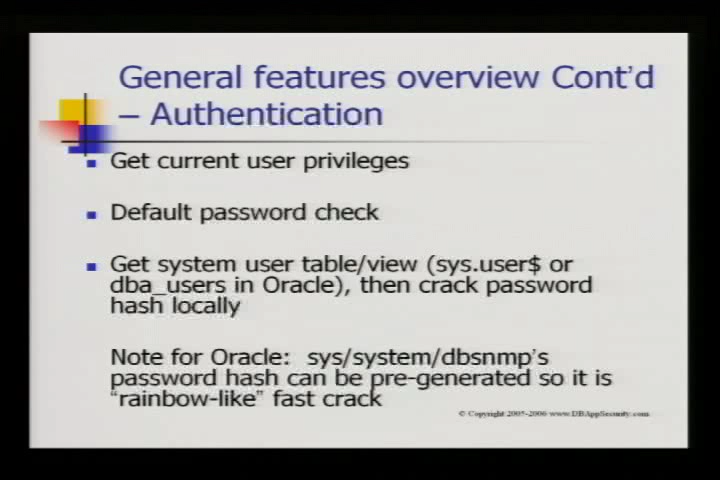 General features overview Cont'd
– Authentication
Get current user privileges
Default password check
Get system user table/view (sys.user$ or
dba_users in Oracle), then crack password
hash locally
Note for Oracle: sys/system/dbsnmp's
password hash can be pre-generated so it is
"rainbow-like" fast crack
© Copyright 2005-2006 www.DBAppSecurity.com